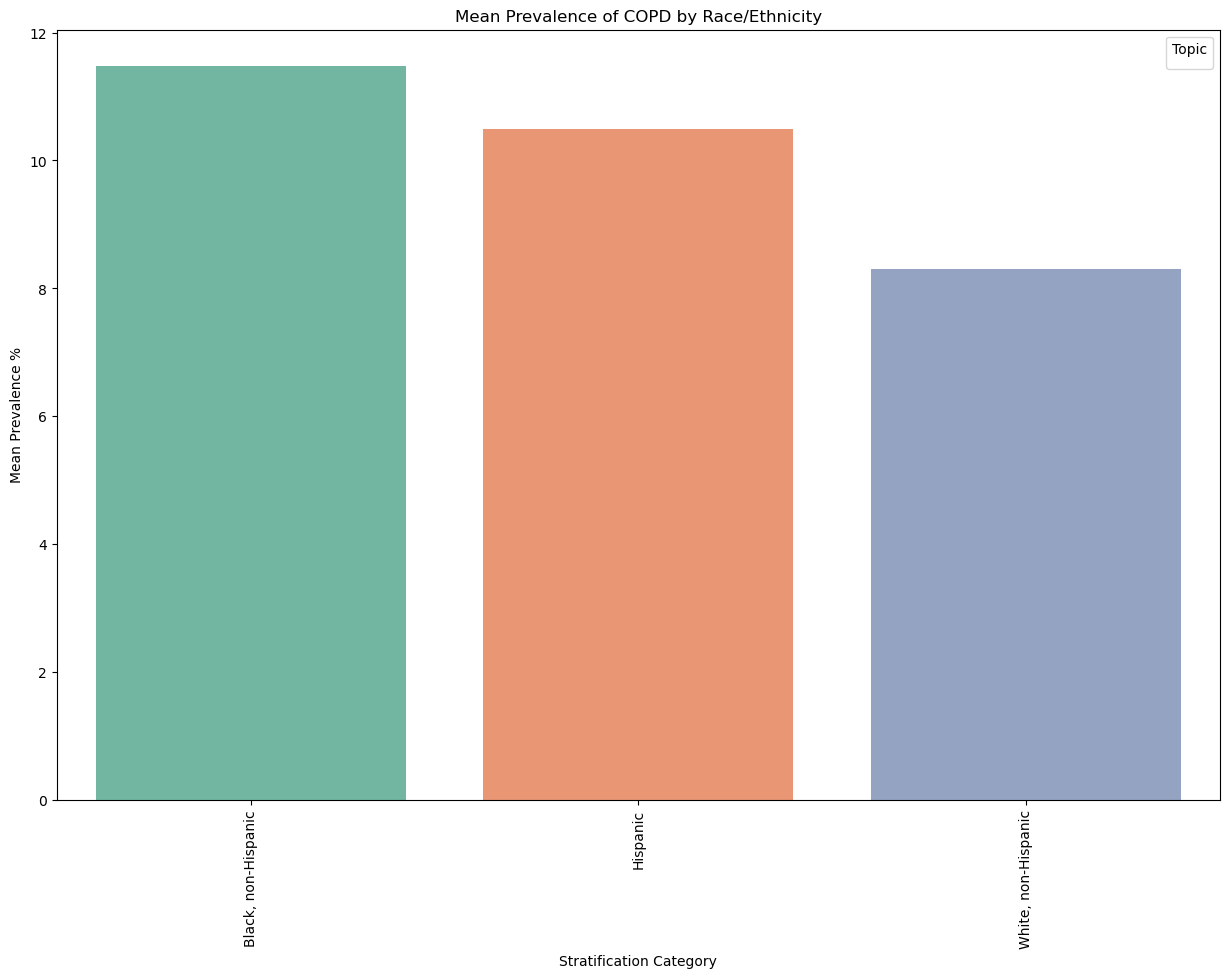 Mean Prevalence of COPD by Race/Ethnicity
Topic
Mean Prevalence %
12
10
8
6
4
2
0
Black, non-Hispanic
Hispanic
White, non-Hispanic
Stratification Category